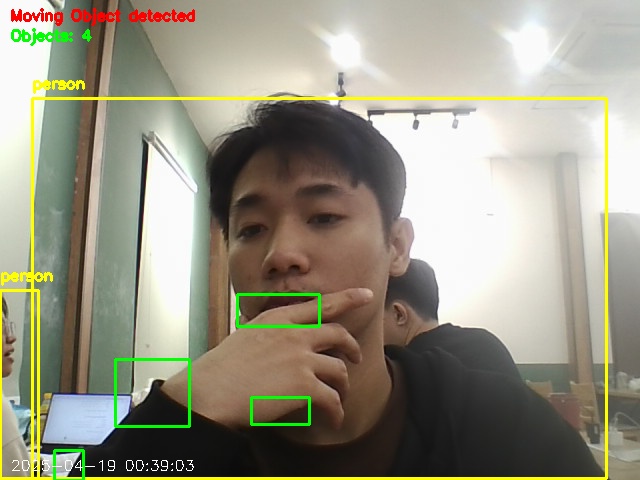 Moving Object detected
Objects: 4
person
person
2025-04-19 00:39:03